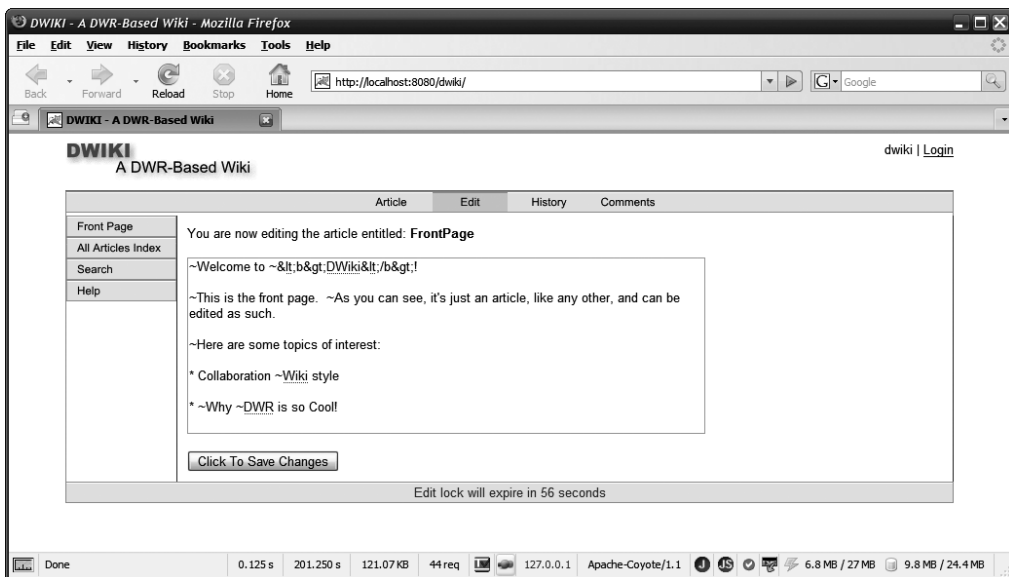 DWIKI - A DWR-Based Wiki - Mozilla Firefox
File Edit View History Bookmarks Tools Help
Back Forward Reload Stop Home http://localhost:8080/dwiki/ G Google
DWIKI - A DWR-Based Wiki
DWIKI
A DWR-Based Wiki
dwiki | Login
Article Edit History Comments
Front Page
All Articles Index
Search
Help
You are now editing the article entitled: FrontPage
~Welcome to ~&lt;b&gt;DWiki&lt;/b&gt;!
~This is the front page.  ~As you can see, it's just an article, like any other, and can be
edited as such.
~Here are some topics of interest:
* Collaboration ~Wiki style
* ~Why ~DWR is so Cool!
Click To Save Changes
Edit lock will expire in 56 seconds
Done 0.125 s 201.250 s 121.07 KB 44 req 127.0.0.1 Apache-Coyote/1.1 J JS 6.8 MB / 27 MB 9.8 MB / 24.4 MB